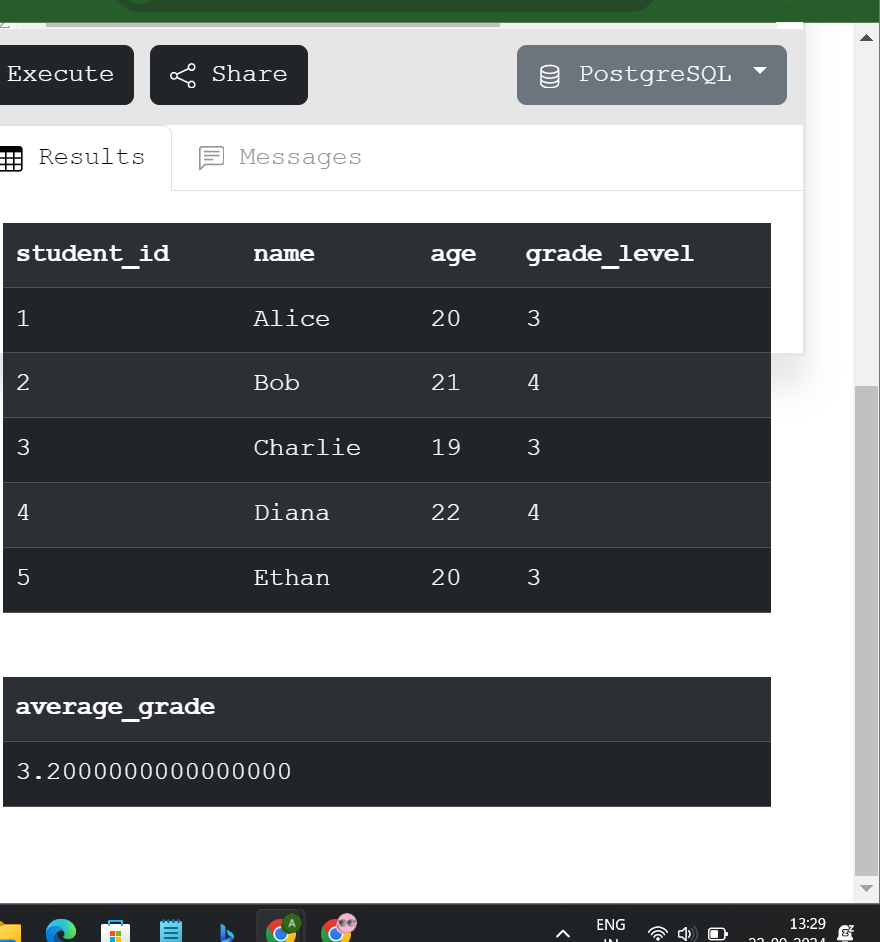 Execute Share PostgreSQL
Results Messages
student_id name age grade_level
1 Alice 20 3
2 Bob 21 4
3 Charlie 19 3
4 Diana 22 4
5 Ethan 20 3
average_grade
3.2000000000000000
A
ENG 13:29